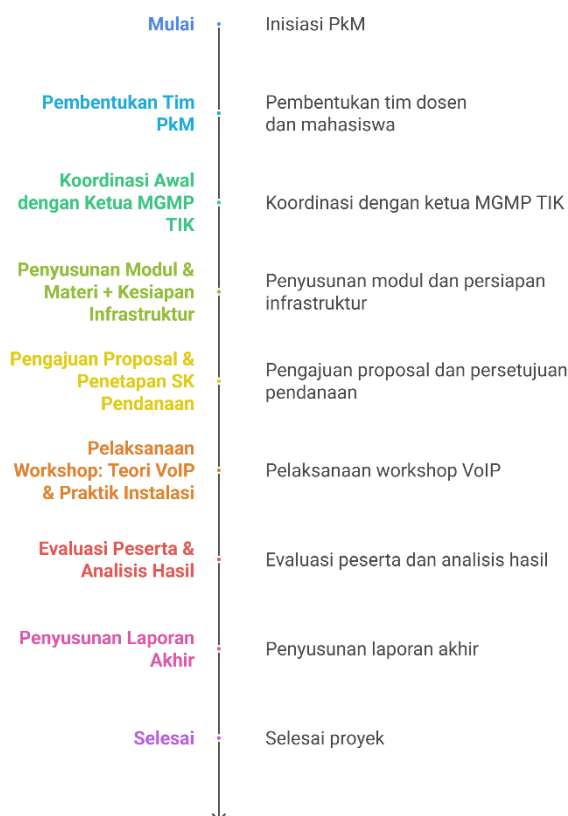 Mulai
Inisiasi PkM
Pembentukan Tim
PkM
Pembentukan tim dosen
dan mahasiswa
Koordinasi Awal
dengan Ketua MGMP
TIK
Koordinasi dengan ketua MGMP TIK
Penyusunan Modul &
Materi + Kesiapan
Infrastruktur
Penyusunan modul dan persiapan
infrastruktur
Pengajuan Proposal &
Penetapan SK
Pendanaan
Pengajuan proposal dan persetujuan
pendanaan
Pelaksanaan
Workshop: Teori VoIP
& Praktik Instalasi
Pelaksanaan workshop VoIP
Evaluasi Peserta &
Analisis Hasil
Evaluasi peserta dan analisis hasil
Penyusunan Laporan
Akhir
Penyusunan laporan akhir
Selesai
Selesai proyek